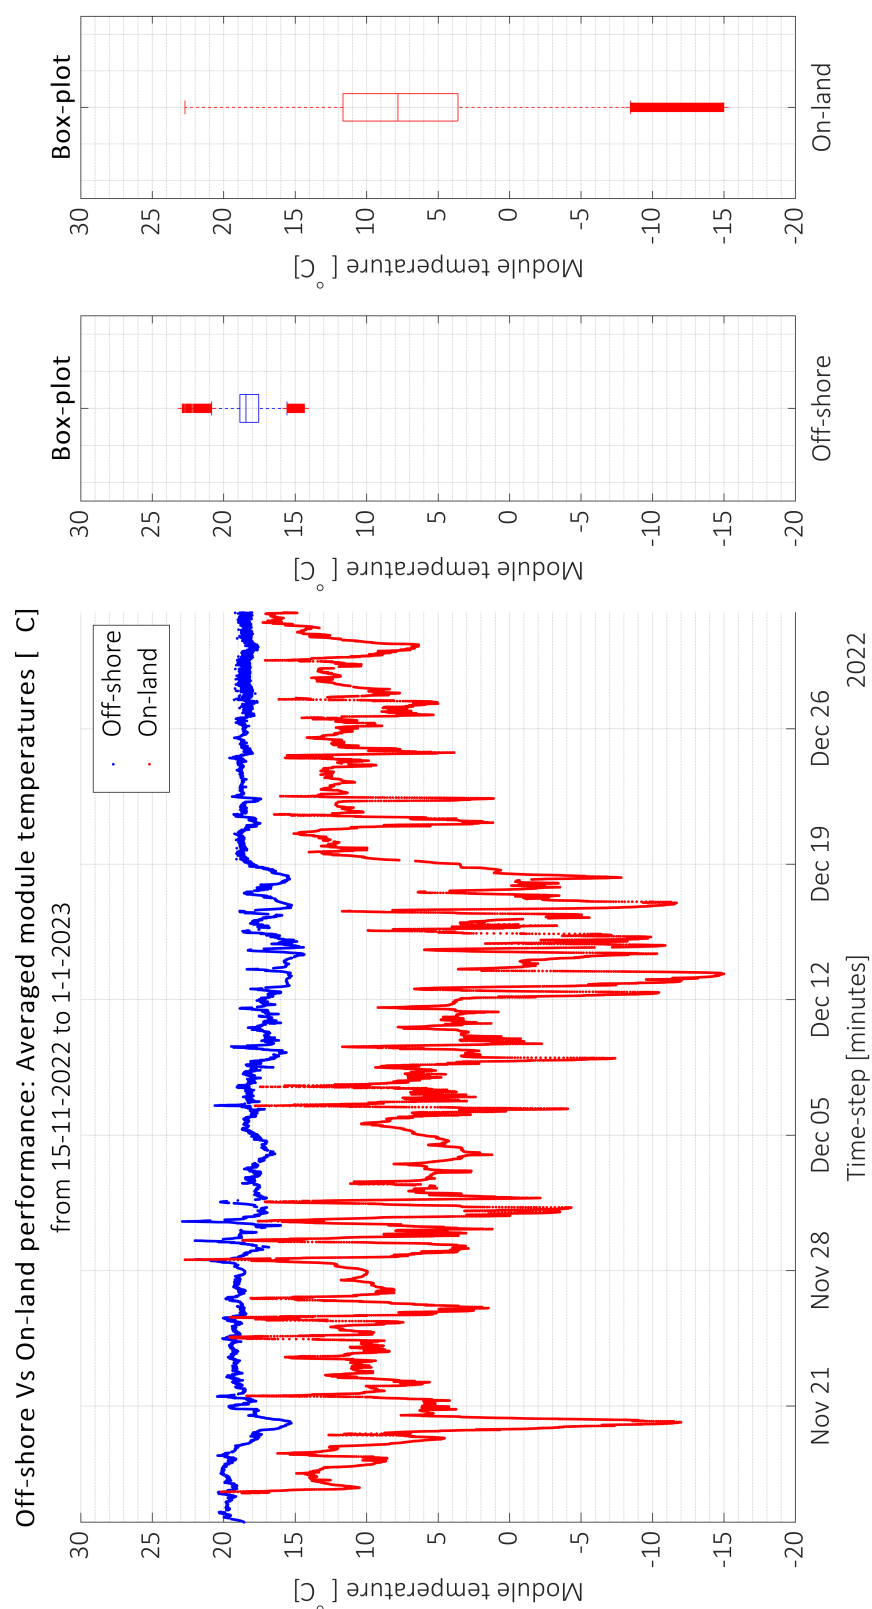 Off-shore Vs On-land performance: Averaged module temperatures [ C]
from 15-11-2022 to 1-1-2023
Module temperature [ °C]
30
25
20
15
10
5
0
-5
-10
-15
-20
Nov 21
Nov 28
Dec 05
Dec 12
Dec 19
Dec 26
2022
Time-step [minutes]
Off-shore
On-land
Box-plot
Module temperature [ °C]
30
25
20
15
10
5
0
-5
-10
-15
-20
Off-shore
Box-plot
Module temperature [ °C]
30
25
20
15
10
5
0
-5
-10
-15
-20
On-land